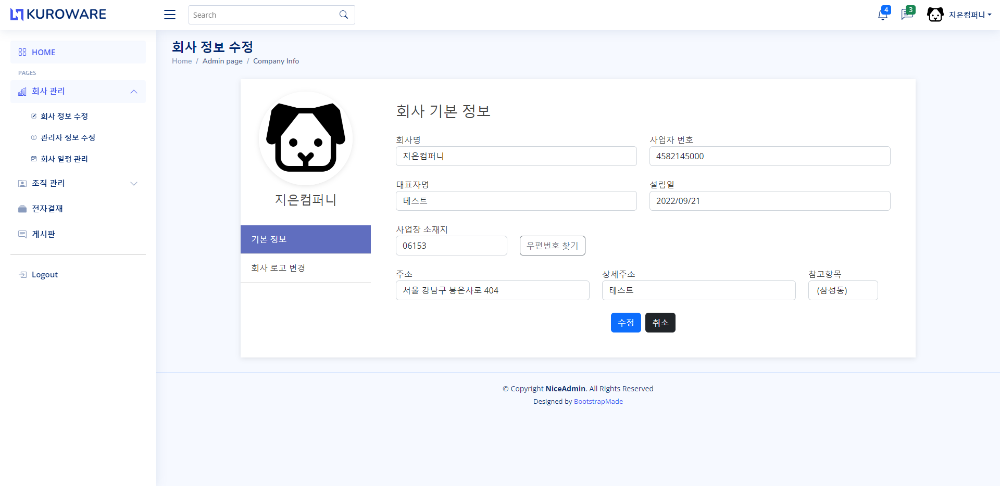 KUROWARE
Search
4
3
지은컴퍼니
HOME
PAGES
회사 관리
회사 정보 수정
관리자 정보 수정
회사 일정 관리
조직 관리
전자결재
게시판
Logout
회사 정보 수정
Home / Admin page / Company Info
지은컴퍼니
기본 정보
회사 로고 변경
회사 기본 정보
회사명
사업자 번호
지은컴퍼니
4582145000
대표자명
설립일
테스트
2022/09/21
사업장 소재지
06153
우편번호 찾기
주소
상세주소
참고항목
서울 강남구 봉은사로 404
테스트
(삼성동)
수정
취소
© Copyright NiceAdmin. All Rights Reserved
Designed by BootstrapMade